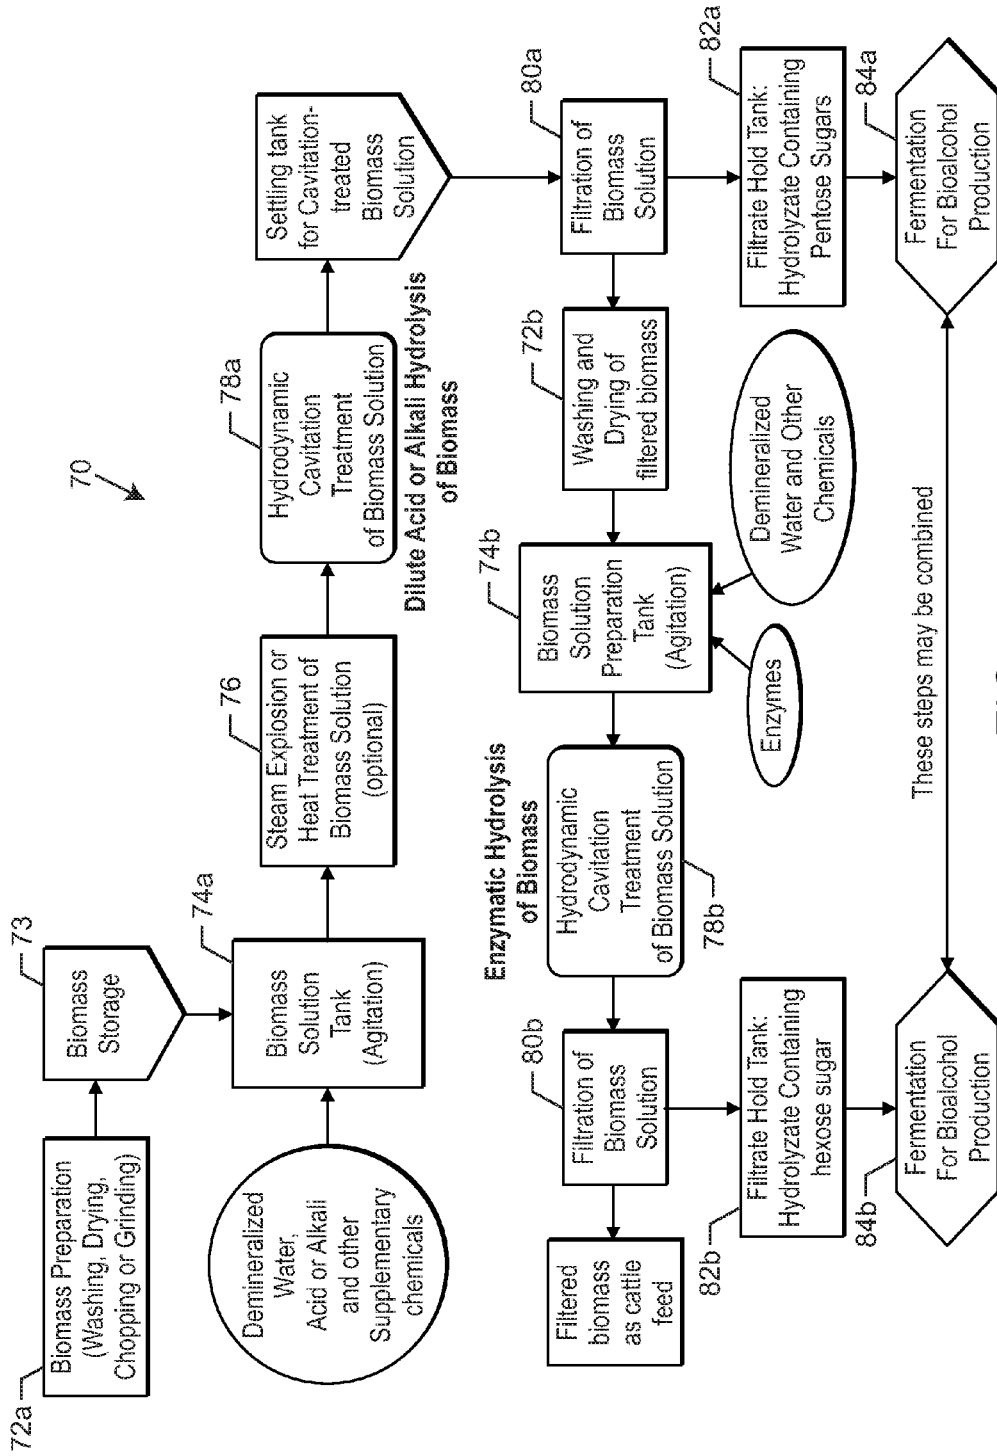 70
72a
Biomass Preparation
(Washing, Drying,
Chopping or Grinding)
73
Biomass
Storage
Demineralized
Water,
Acid or Alkali
and other
Supplementary
chemicals
74a
Biomass
Solution
Tank
(Agitation)
76
Steam Explosion or
Heat Treatment of
Biomass Solution
(optional)
78a
Hydrodynamic
Cavitation
Treatment
of Biomass Solution
Dilute Acid or Alkali Hydrolysis
of Biomass
Settling tank
for Cavitation-
treated
Biomass
Solution
80a
Filtration of
Biomass
Solution
82a
Filtrate Hold Tank:
Hydrolyzate Containing
Pentose Sugars
84a
Fermentation
For Bioalcohol
Production
72b
Washing and
Drying of
filtered biomass
74b
Biomass
Solution
Preparation
Tank
(Agitation)
Demineralized
Water and Other
Chemicals
Enzymes
Enzymatic Hydrolysis
of Biomass
Hydrodynamic
Cavitation
Treatment
of Biomass Solution
78b
80b
Filtration of
Biomass
Solution
Filtered
biomass
as cattle
feed
82b
Filtrate Hold Tank:
Hydrolyzate Containing
hexose sugar
84b
Fermentation
For Bioalcohol
Production
These steps may be combined